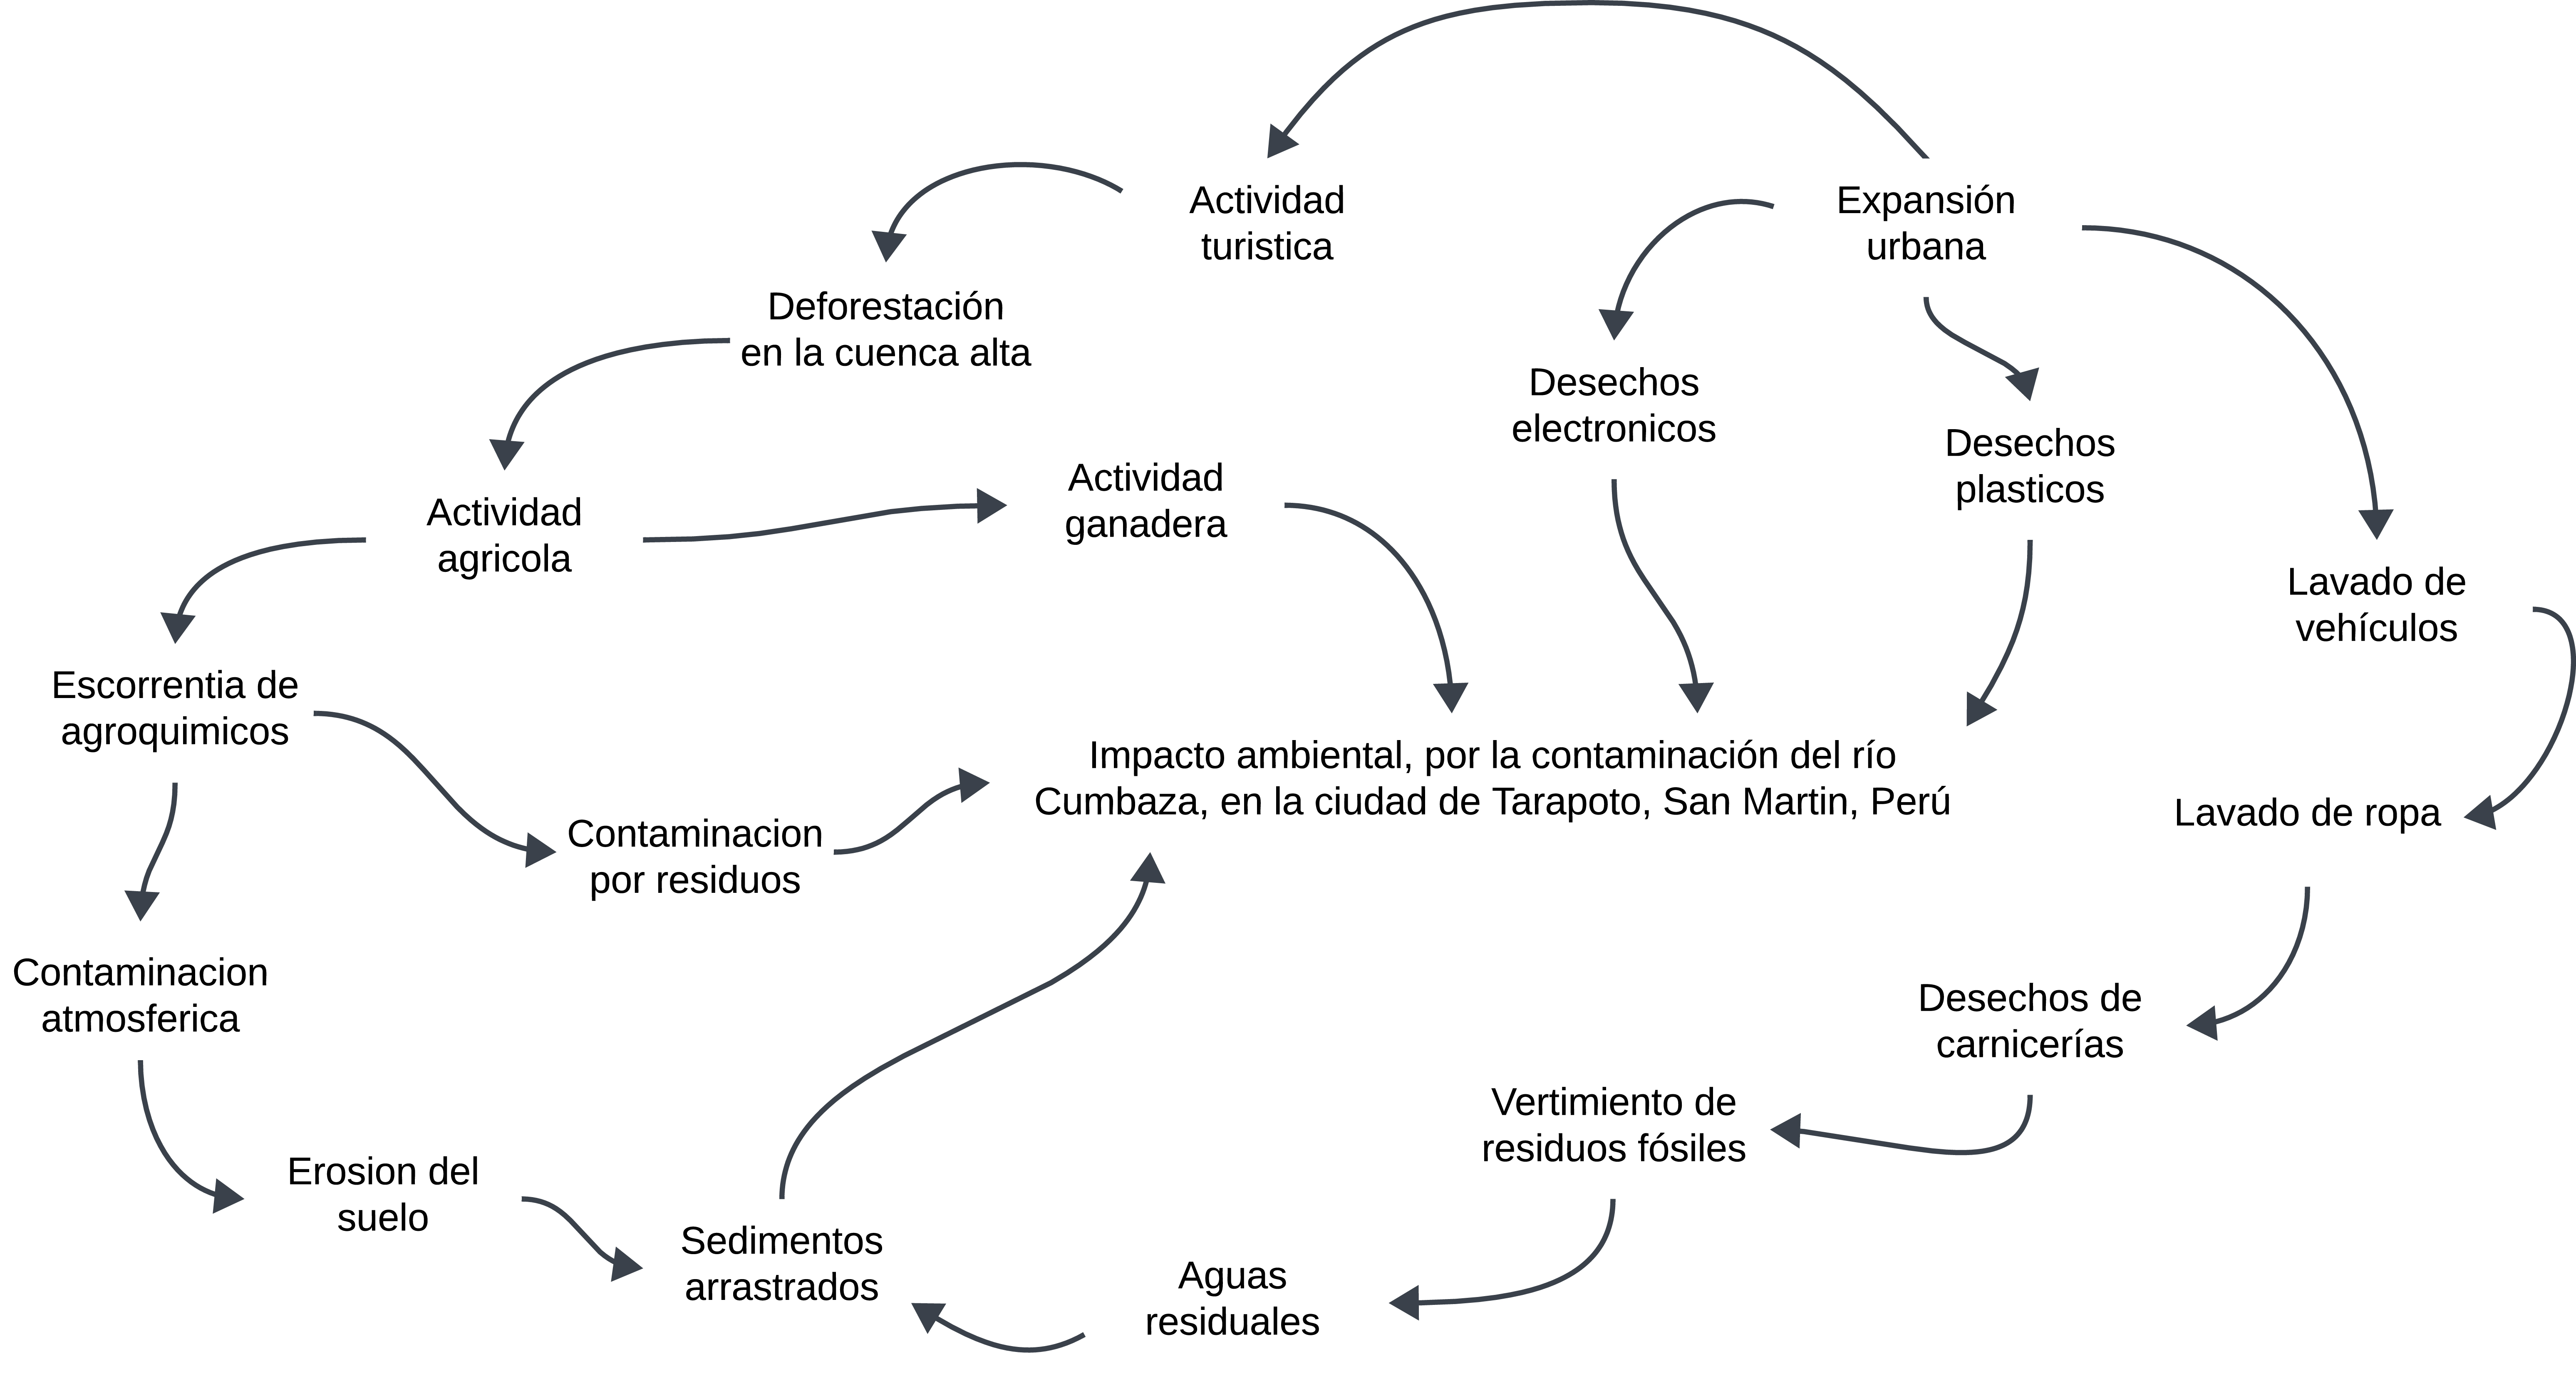 Actividad
turistica
Expansión
urbana
Deforestación
en la cuenca alta
Desechos
electronicos
Desechos
plasticos
Actividad
ganadera
Actividad
agricola
Lavado de
vehículos
Escorrentia de
agroquimicos
Impacto ambiental, por la contaminación del río
Cumbaza, en la ciudad de Tarapoto, San Martin, Perú
Lavado de ropa
Contaminacion
por residuos
Contaminacion
atmosferica
Desechos de
carnicerías
Vertimiento de
residuos fósiles
Erosion del
suelo
Sedimentos
arrastrados
Aguas
residuales